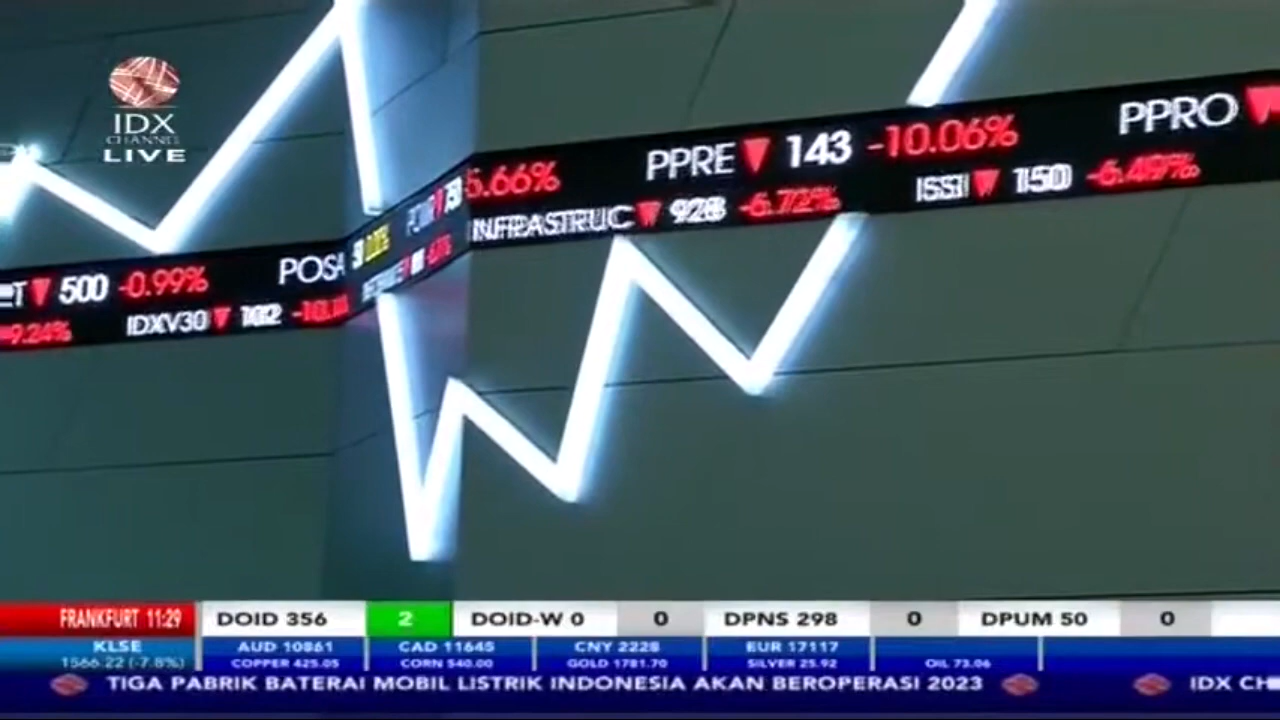 IDX
CHANNEL
LIVE
5.66% PPRE 143 -10.06% PPRO
928 -6.72% ISSI 150 -6.49%
500 -0.99% POSA
-9.24% IDXV30 102
0.00%
FRANKFURT 11:29 DOID 356 2 DOID-W 0 0 DPNS 298 0 DPUM 50 0
KLSE AUD 10861 CAD 11645 CNY 2228 EUR 17117
1566.22 (-7.8%) COPPER 425.05 CORN 540.00 GOLD 1781.70 SILVER 25.92 OIL 73.06
TIGA PABRIK BATERAI MOBIL LISTRIK INDONESIA AKAN BEROPERASI 2023 IDX CH